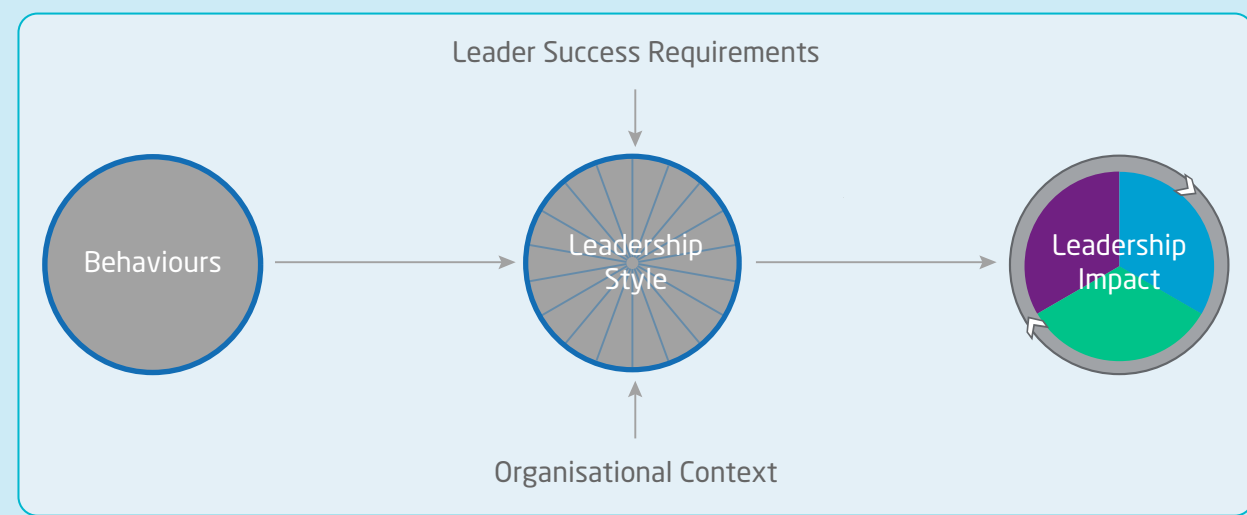 Leader Success Requirements
Behaviours
Leadership
Style
Leadership
Impact
Organisational Context